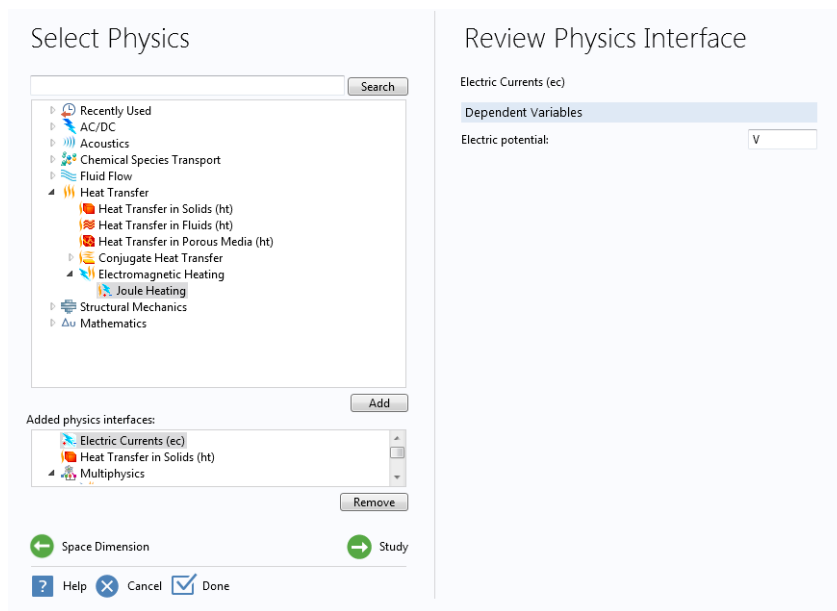 Select Physics
Search
Recently Used
AC/DC
Acoustics
Chemical Species Transport
Fluid Flow
Heat Transfer
Heat Transfer in Solids (ht)
Heat Transfer in Fluids (ht)
Heat Transfer in Porous Media (ht)
Conjugate Heat Transfer
Electromagnetic Heating
Joule Heating
Structural Mechanics
Δu Mathematics
Add
Added physics interfaces:
Electric Currents (ec)
Heat Transfer in Solids (ht)
Multiphysics
Remove
Space Dimension
Study
? Help
Cancel
Done
Review Physics Interface
Electric Currents (ec)
Dependent Variables
Electric potential: V